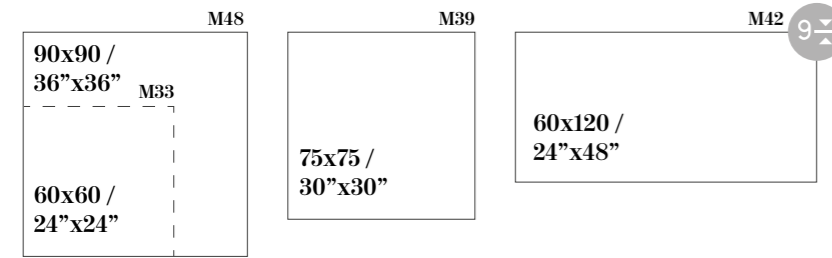 M48
90x90 /
36”x36”
M33
60x60 /
24”x24”
M39
75x75 /
30”x30”
M42
60x120 /
24”x48”
9